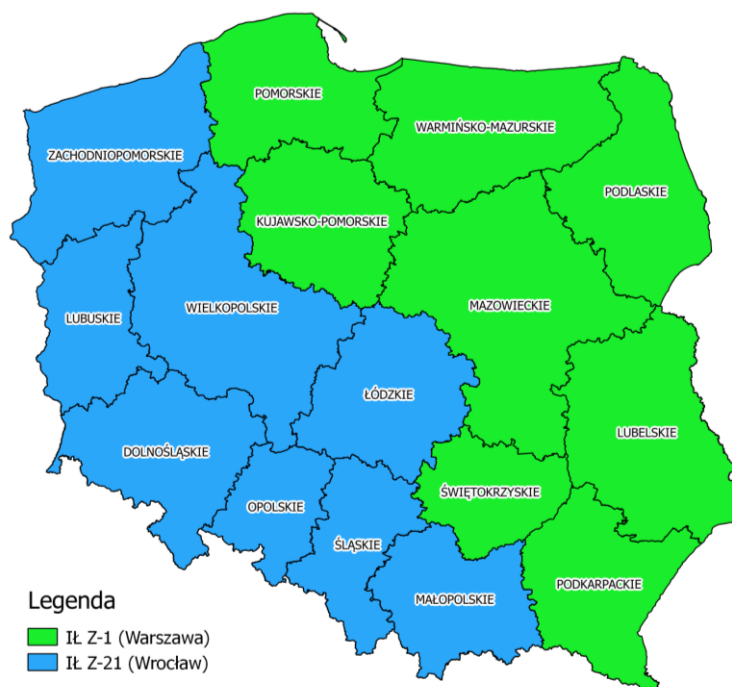 POMORSKIE
WARMIŃSKO-MAZURSKIE
ZACHODNIOPOMORSKIE
PODLASKIE
KUJAWSKO-POMORSKIE
MAZOWIECKIE
WIELKOPOLSKIE
LUBUSKIE
ŁÓDZKIE
LUBELSKIE
DOLNOŚLĄSKIE
ŚWIĘTOKRZYSKIE
OPOLSKIE
ŚLĄSKIE
PODKARPACKIE
MAŁOPOLSKIE
Legenda
IŁ Z-1 (Warszawa)
IŁ Z-21 (Wrocław)